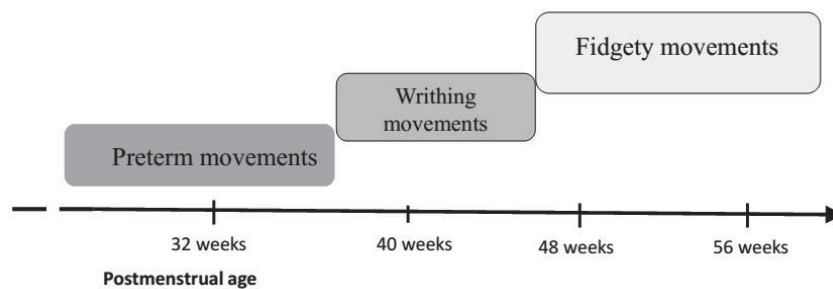 Fidgety movements
Writhing
movements
Preterm movements
32 weeks
40 weeks
48 weeks
56 weeks
Postmenstrual age